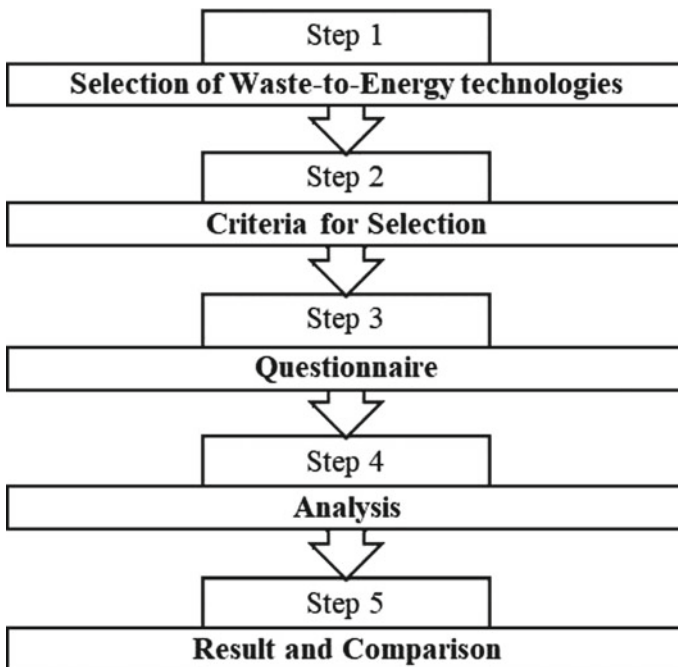 Step 1
Selection of Waste-to-Energy technologies
Step 2
Criteria for Selection
Step 3
Questionnaire
Step 4
Analysis
Step 5
Result and Comparison